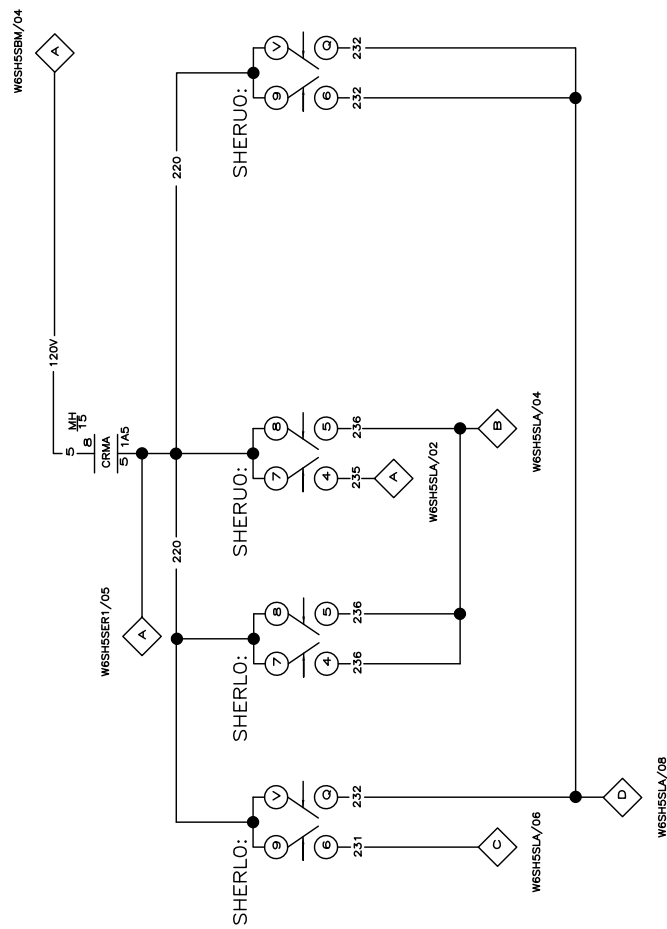 W6SH5SBM/04
A
120V
5
MH
15
8
CRMA
5
1A5
W6SH5SER1/05
A
220
220
SHERLO:
9
V
6
Q
231
232
SHERLO:
7
8
4
5
236
236
SHERUO:
7
8
4
5
235
236
SHERUO:
9
V
6
Q
232
232
A
W6SH5SLA/02
B
W6SH5SLA/04
C
W6SH5SLA/06
D
W6SH5SLA/08